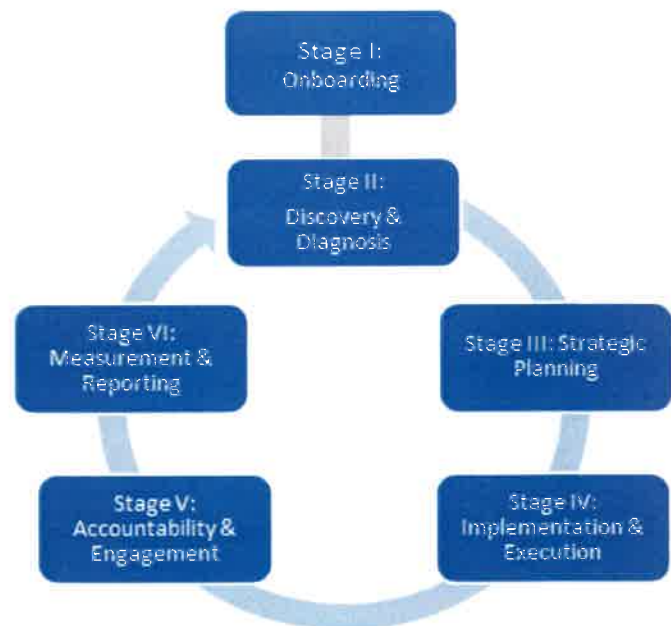 Stage I:
Onboarding
Stage II:
Discovery &
Diagnosis
Stage III: Strategic
Planning
Stage IV:
Implementation &
Execution
Stage V:
Accountability &
Engagement
Stage VI:
Measurement &
Reporting